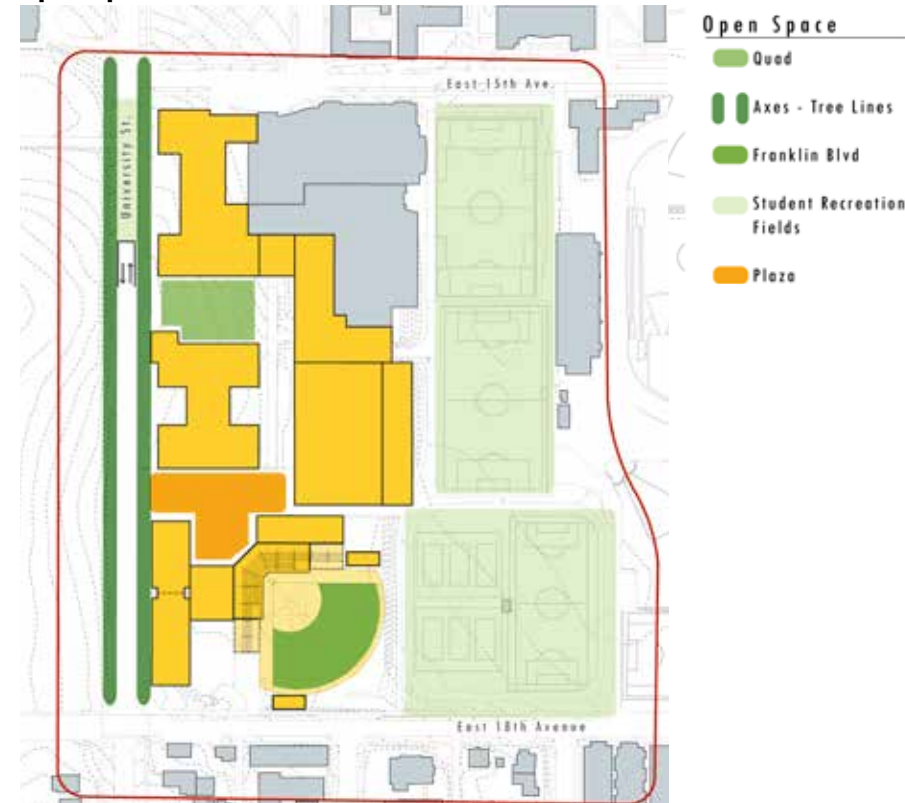 Open Space
Quad
Axes - Tree Lines
Franklin Blvd
Student Recreation
Fields
Plaza
East 15th Ave.
University St.
East 18th Avenue